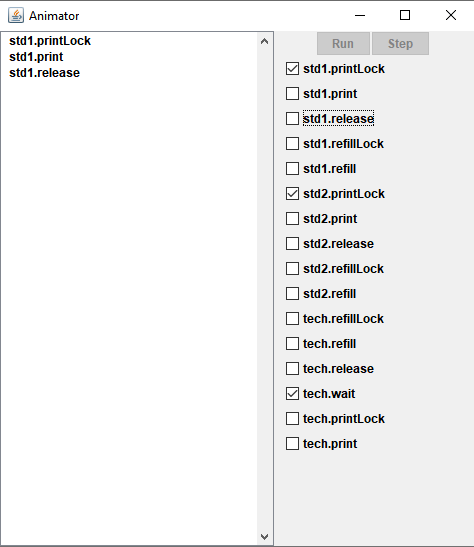 Animator
std1.printLock
std1.print
std1.release
Run Step
std1.printLock
std1.print
std1.release
std1.refillLock
std1.refill
std2.printLock
std2.print
std2.release
std2.refillLock
std2.refill
tech.refillLock
tech.refill
tech.release
tech.wait
tech.printLock
tech.print